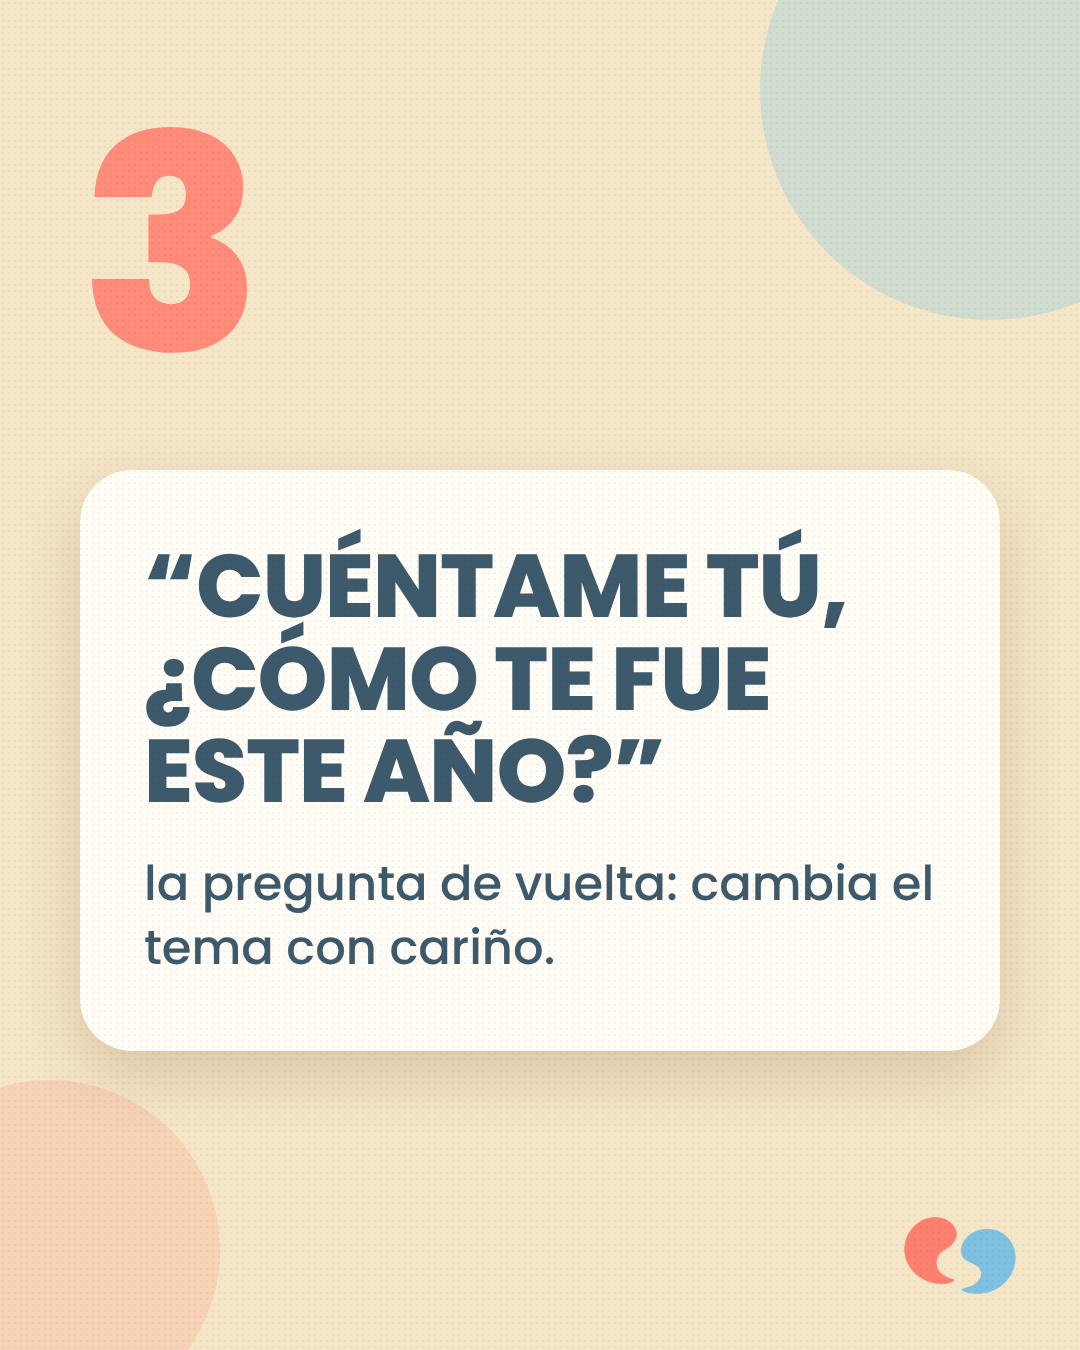 3
“CUÉNTAME TÚ,
¿CÓMO TE FUE
ESTE AÑO?”
la pregunta de vuelta: cambia el
tema con cariño.